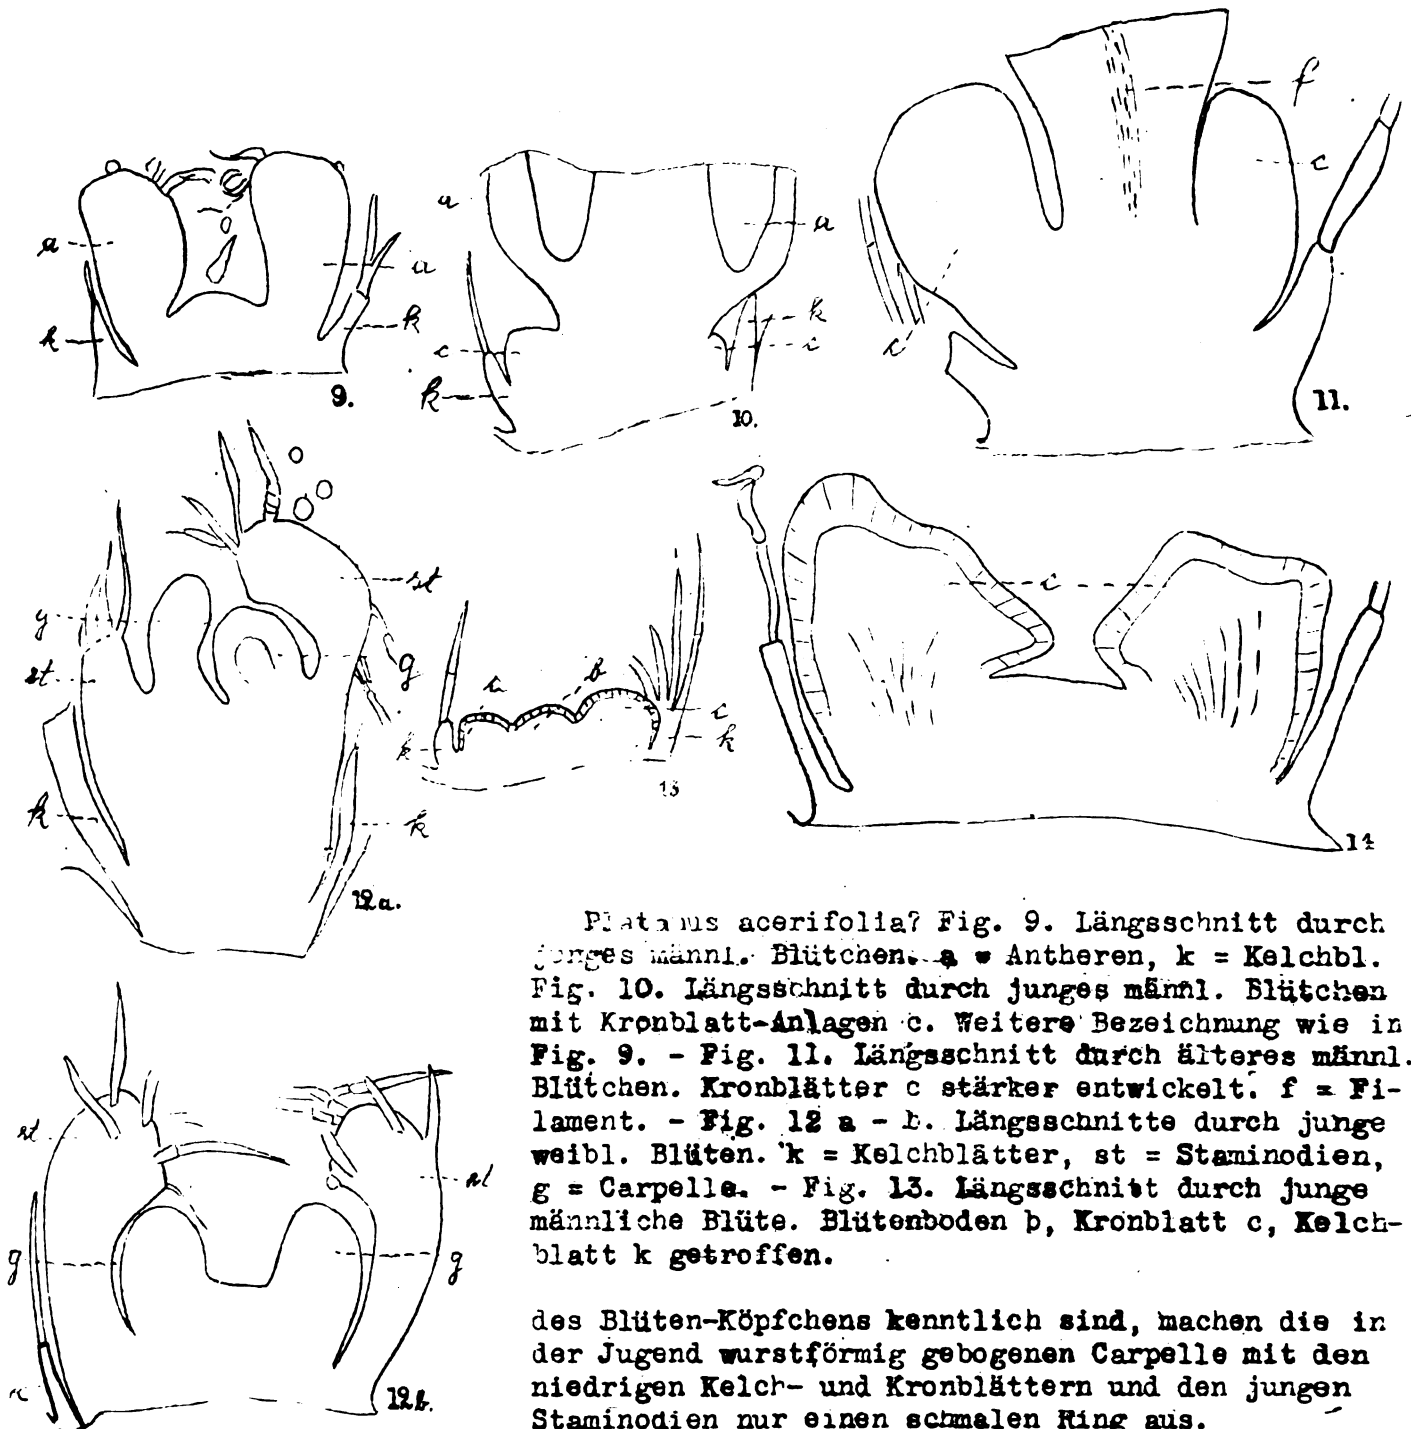 f
c
a
a
a
a
k
k
k
c
c
k
c
9.
10.
11.
st
g
st
g
c
b
c
k
k
c
13
k
k
12a.
14
Platanus acerifolia? Fig. 9. Längsschnitt durch
junges männl. Blütchen. a = Antheren, k = Kelchbl.
Fig. 10. Längsschnitt durch junges männl. Blütchen
mit Kronblatt-Anlagen c. Weitere Bezeichnung wie in
Fig. 9. - Fig. 11. Längsschnitt durch älteres männl.
Blütchen. Kronblätter c stärker entwickelt. f = Fi-
lament. - Fig. 12 a - b. Längsschnitte durch junge
weibl. Blüten. k = Kelchblätter, st = Staminodien,
g = Carpelle. - Fig. 13. Längsschnitt durch junge
männliche Blüte. Blütenboden b, Kronblatt c, Kelch-
blatt k getroffen.
st
st
g
g
12b.
des Blüten-Köpfchens kenntlich sind, machen die in
der Jugend wurstförmig gebogenen Carpelle mit den
niedrigen Kelch- und Kronblättern und den jungen
Staminodien nur einen schmalen Ring aus.